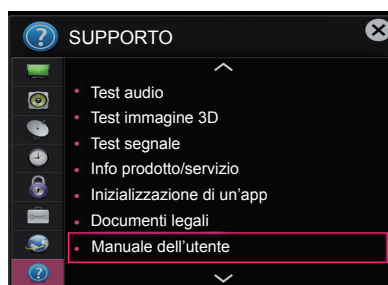 SUPPORTO
Test audio
Test immagine 3D
Test segnale
Info prodotto/servizio
Inizializzazione di un'app
Documenti legali
Manuale dell'utente